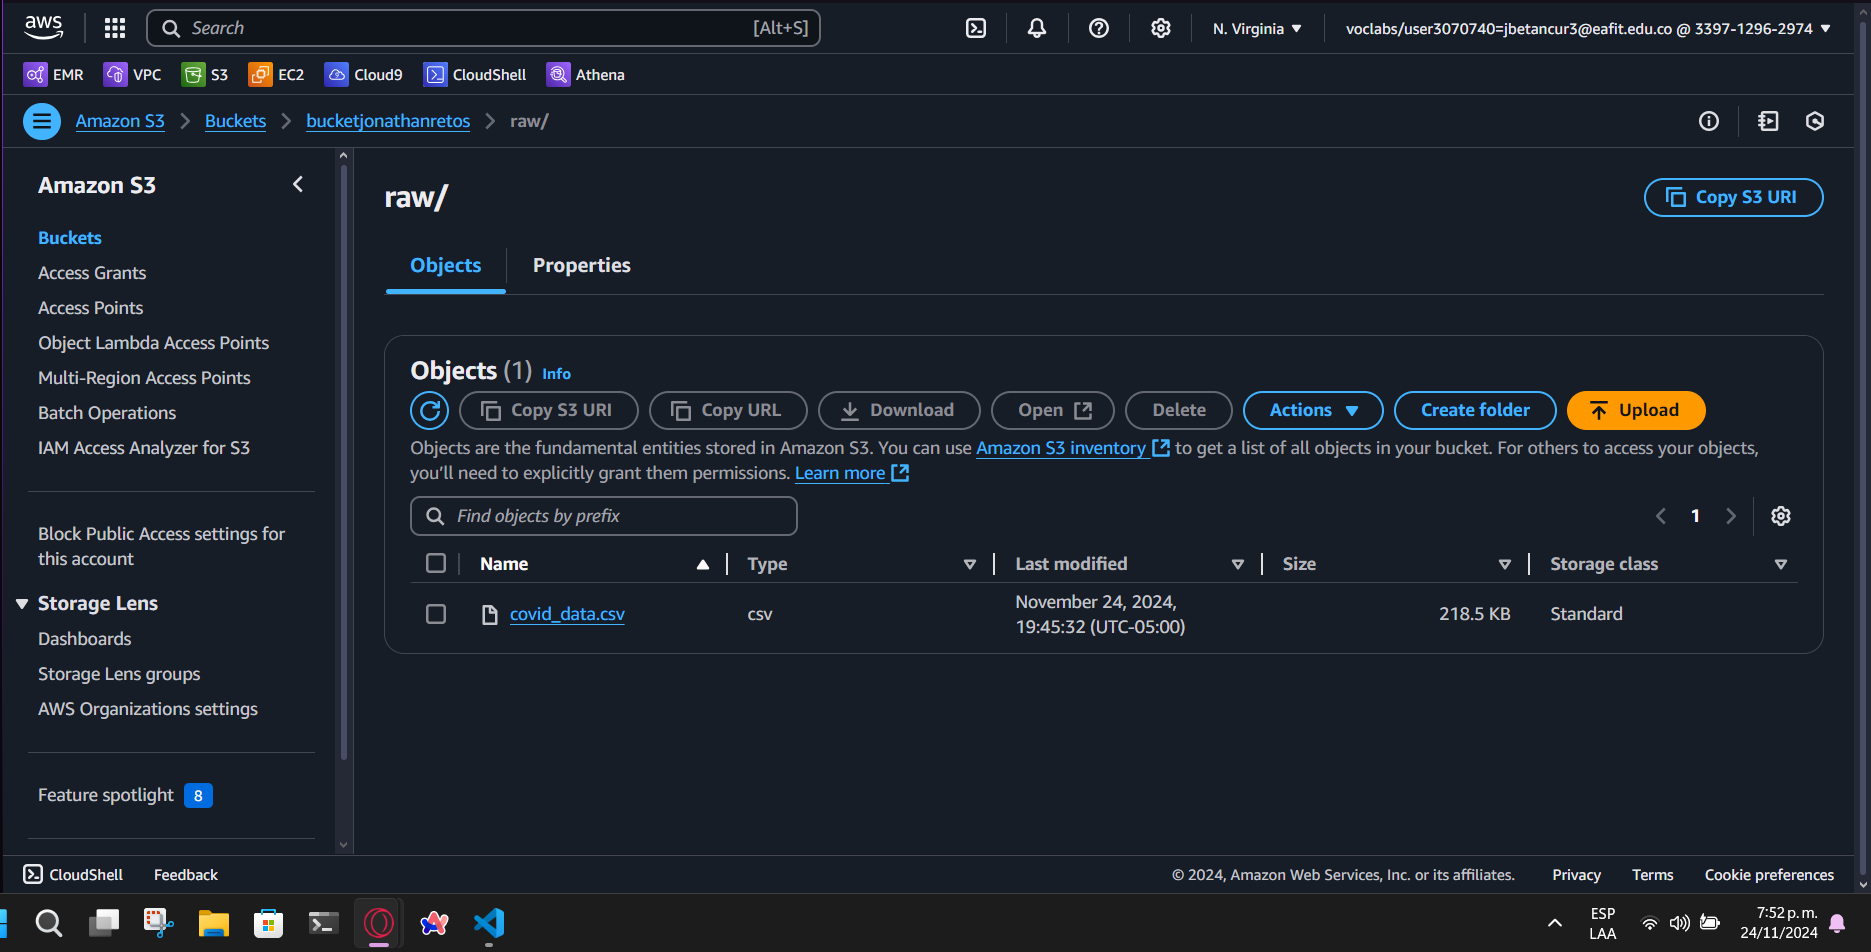 aws
Search [Alt+S]
N. Virginia ▼
voclabs/user3070740=jbetancur3@eafit.edu.co @ 3397-1296-2974 ▼
EMR VPC S3 EC2 Cloud9 CloudShell Athena
Amazon S3 > Buckets > bucketjonathanretos > raw/
Amazon S3
Buckets
Access Grants
Access Points
Object Lambda Access Points
Multi-Region Access Points
Batch Operations
IAM Access Analyzer for S3
Block Public Access settings for
this account
Storage Lens
Dashboards
Storage Lens groups
AWS Organizations settings
Feature spotlight 8
raw/
Copy S3 URI
Objects Properties
Objects (1) Info
Copy S3 URI Copy URL Download Open Delete Actions ▼ Create folder Upload
Objects are the fundamental entities stored in Amazon S3. You can use Amazon S3 inventory to get a list of all objects in your bucket. For others to access your objects,
you'll need to explicitly grant them permissions. Learn more
Find objects by prefix
1
Name Type Last modified Size Storage class
covid_data.csv csv November 24, 2024,
19:45:32 (UTC-05:00) 218.5 KB Standard
CloudShell Feedback
© 2024, Amazon Web Services, Inc. or its affiliates. Privacy Terms Cookie preferences
ESP
LAA
7:52 p. m.
24/11/2024